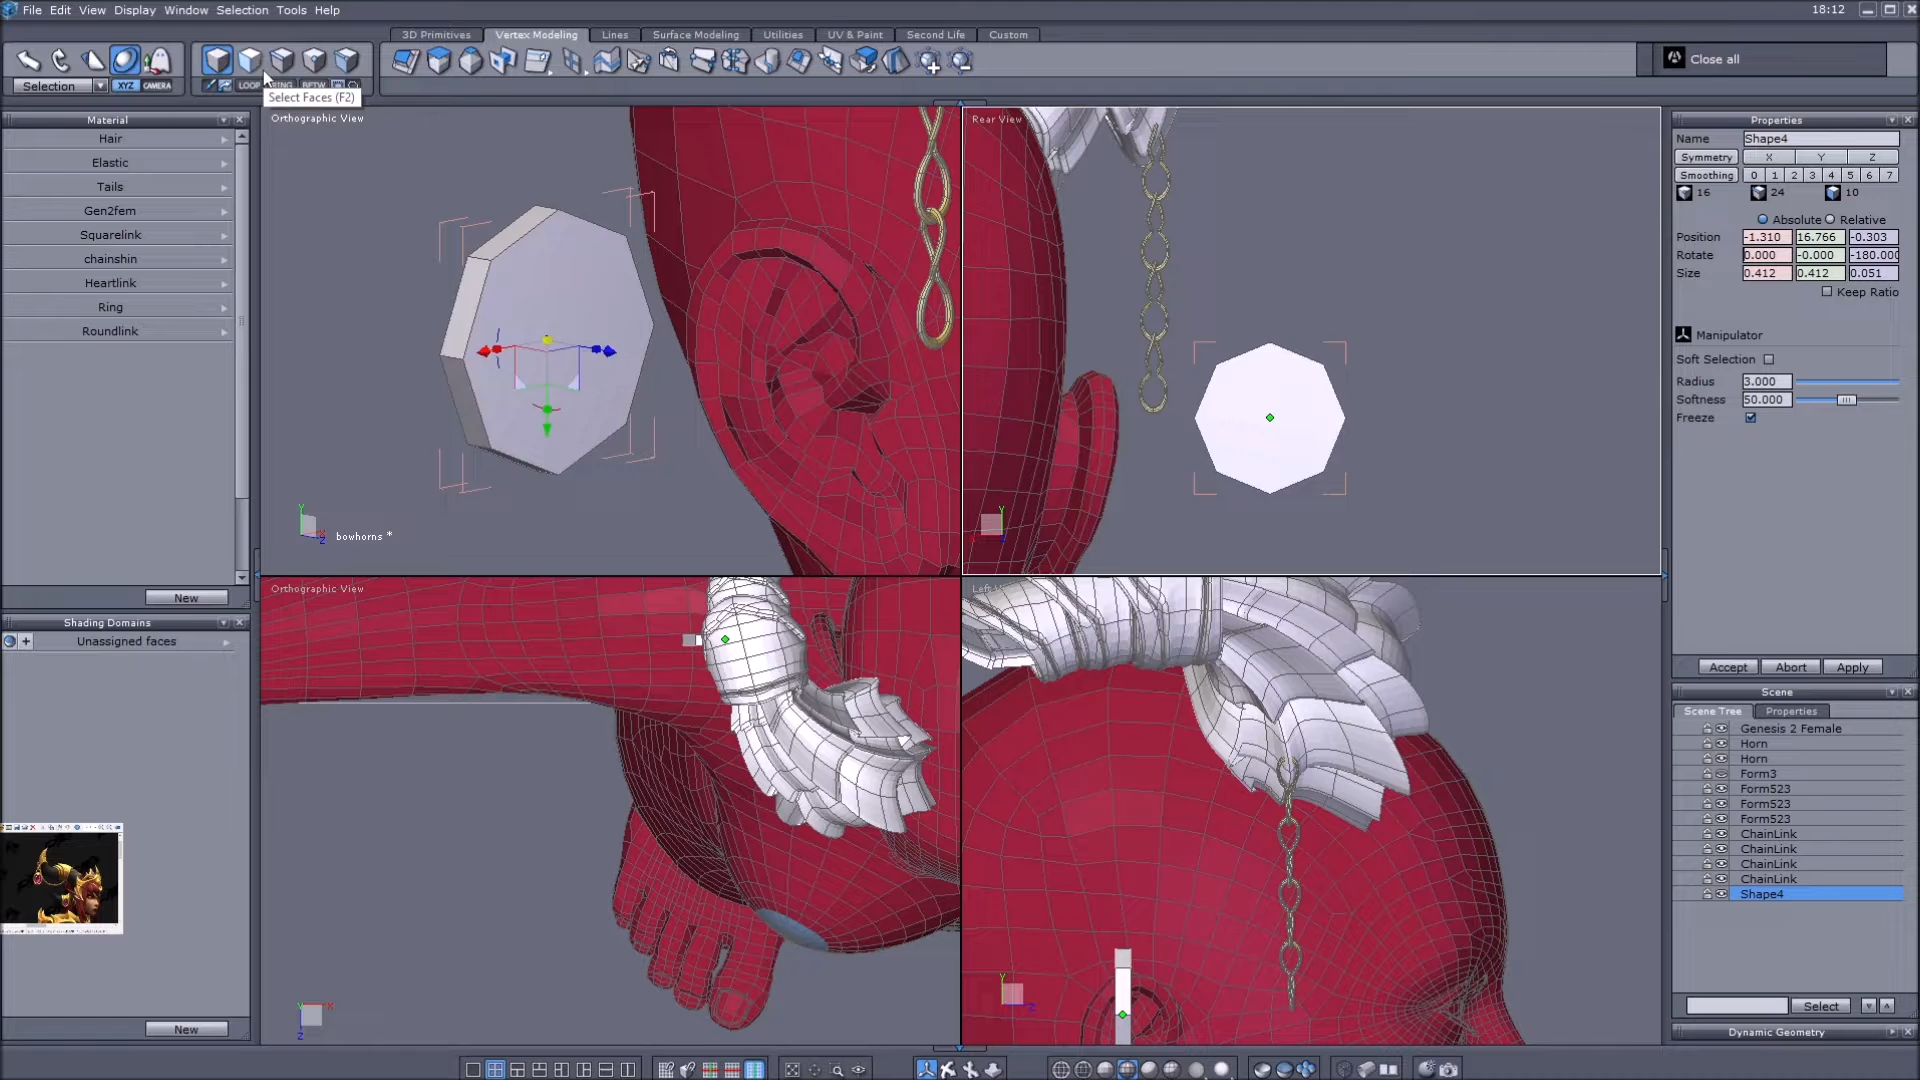 File Edit View Display Window Selection Tools Help
18:12
3D Primitives Vertex Modeling Lines Surface Modeling Utilities UV & Paint Second Life Custom
Close all
Selection XYZ CAMERA LOOP RING BETW
Select Faces (F2)
Material
Hair
Elastic
Tails
Gen2fem
Squarelink
chainshin
Heartlink
Ring
Roundlink
New
Shading Domains
Unassigned faces
New
Orthographic View
bowhorns *
Rear View
Orthographic View
Properties
Name Shape4
Symmetry X Y Z
Smoothing 0 1 2 3 4 5 6 7
16 24 10
Absolute Relative
Position -1.310 16.766 -0.303
Rotate 0.000 -0.000 -180.000
Size 0.412 0.412 0.051
Keep Ratio
Manipulator
Soft Selection
Radius 3.000
Softness 50.000
Freeze
Accept Abort Apply
Scene
Scene Tree Properties
Genesis 2 Female
Horn
Horn
Form3
Form523
Form523
Form523
ChainLink
ChainLink
ChainLink
ChainLink
Shape4
Select
Dynamic Geometry